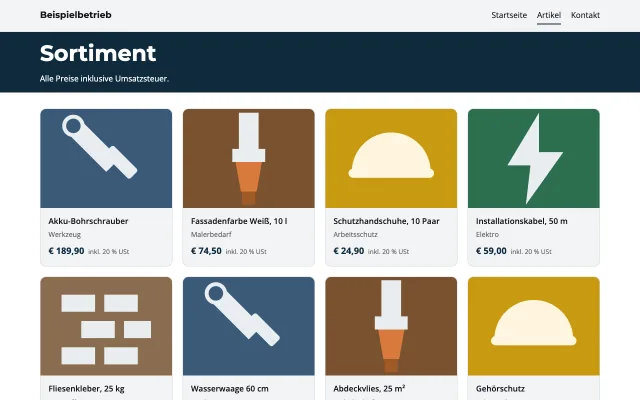 Beispielbetrieb
Startseite Artikel Kontakt
Sortiment
Alle Preise inklusive Umsatzsteuer.
Akku-Bohrschrauber
Werkzeug
€ 189,90 inkl. 20 % USt
Fassadenfarbe Weiß, 10 l
Malerbedarf
€ 74,50 inkl. 20 % USt
Schutzhandschuhe, 10 Paar
Arbeitsschutz
€ 24,90 inkl. 20 % USt
Installationskabel, 50 m
Elektro
€ 59,00 inkl. 20 % USt
Fliesenkleber, 25 kg
Wasserwaage 60 cm
Abdeckvlies, 25 m²
Gehörschutz